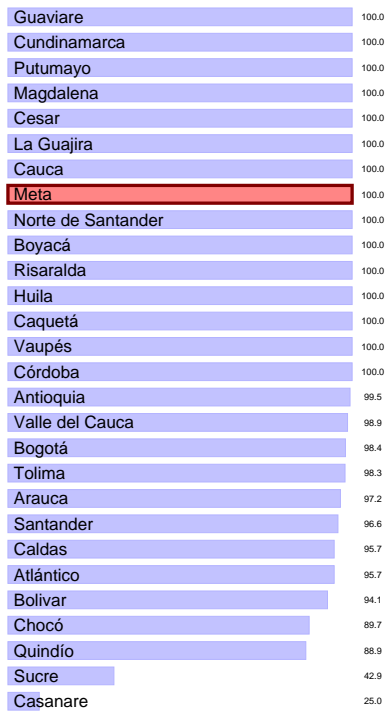 Guaviare 100.0
Cundinamarca 100.0
Putumayo 100.0
Magdalena 100.0
Cesar 100.0
La Guajira 100.0
Cauca 100.0
Meta 100.0
Norte de Santander 100.0
Boyacá 100.0
Risaralda 100.0
Huila 100.0
Caquetá 100.0
Vaupés 100.0
Córdoba 100.0
Antioquia 99.5
Valle del Cauca 98.9
Bogotá 98.4
Tolima 98.3
Arauca 97.2
Santander 96.6
Caldas 95.7
Atlántico 95.7
Bolivar 94.1
Chocó 89.7
Quindío 88.9
Sucre 42.9
Casanare 25.0